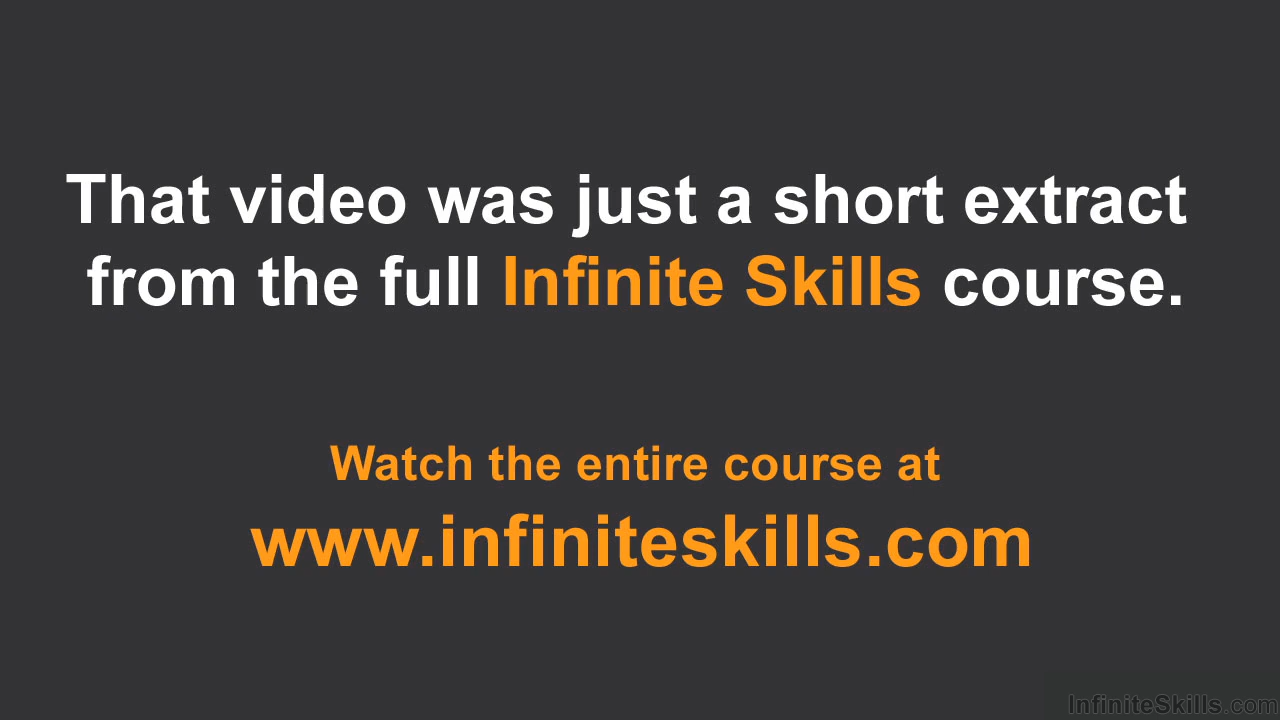 That video was just a short extract
from the full Infinite Skills course.
Watch the entire course at
www.infiniteskills.com
InfiniteSkills.com